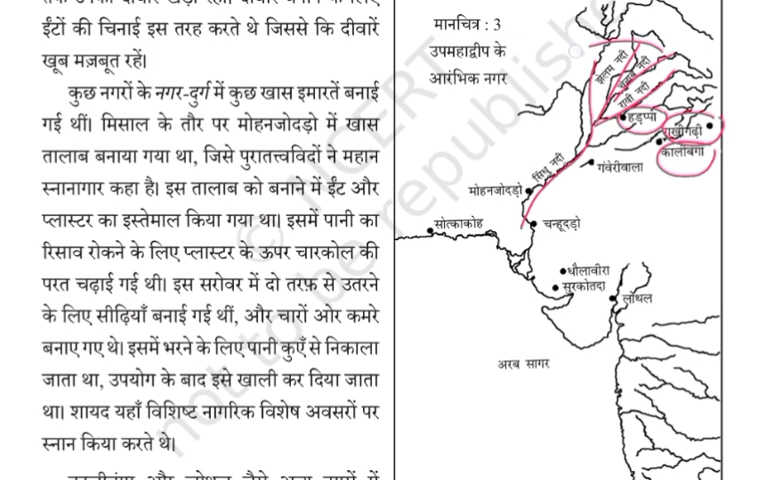 ईंटों की चिनाई इस तरह करते थे जिससे कि दीवारें
खूब मज़बूत रहें।
कुछ नगरों के नगर-दुर्ग में कुछ खास इमारतें बनाई
गई थीं। मिसाल के तौर पर मोहनजोदड़ो में खास
तालाब बनाया गया था, जिसे पुरातत्त्वविदों ने महान
स्नानागार कहा है। इस तालाब को बनाने में ईंट और
प्लास्टर का इस्तेमाल किया गया था। इसमें पानी का
रिसाव रोकने के लिए प्लास्टर के ऊपर चारकोल की
परत चढ़ाई गई थी। इस सरोवर में दो तरफ़ से उतरने
के लिए सीढ़ियाँ बनाई गई थीं, और चारों ओर कमरे
बनाए गए थे। इसमें भरने के लिए पानी कुएँ से निकाला
जाता था, उपयोग के बाद इसे खाली कर दिया जाता
था। शायद यहाँ विशिष्ट नागरिक विशेष अवसरों पर
स्नान किया करते थे।
मानचित्र : 3
उपमहाद्वीप के
आरंभिक नगर
झेलम नदी
चेनाब नदी
रावी नदी
हड़प्पा
राखीगढ़ी
कालीबंगा
गंवेरीवाला
सिंधु नदी
मोहनजोदड़ो
सोत्काकोह
चन्हूदड़ो
धौलावीरा
सुरकोतदा
लोथल
अरब सागर
© NCERT
not to be republished